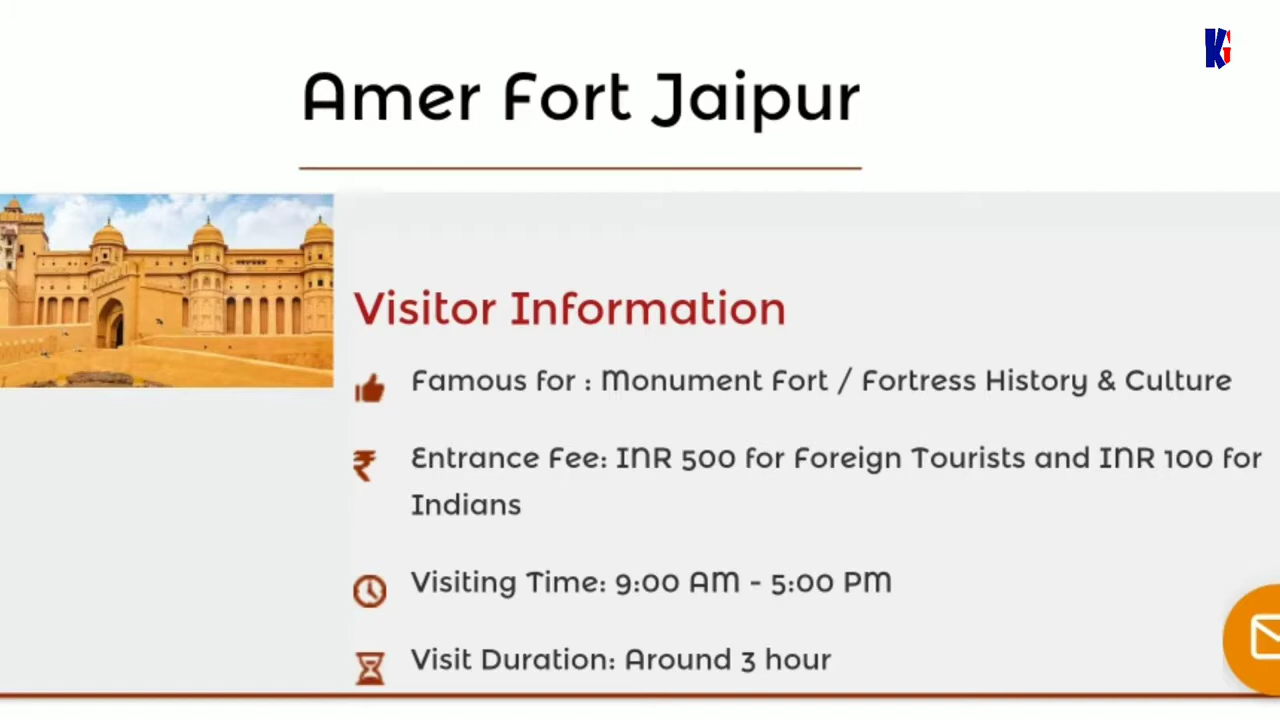 Amer Fort Jaipur
Visitor Information
Famous for : Monument Fort / Fortress History & Culture
Entrance Fee: INR 500 for Foreign Tourists and INR 100 for
Indians
Visiting Time: 9:00 AM - 5:00 PM
Visit Duration: Around 3 hour